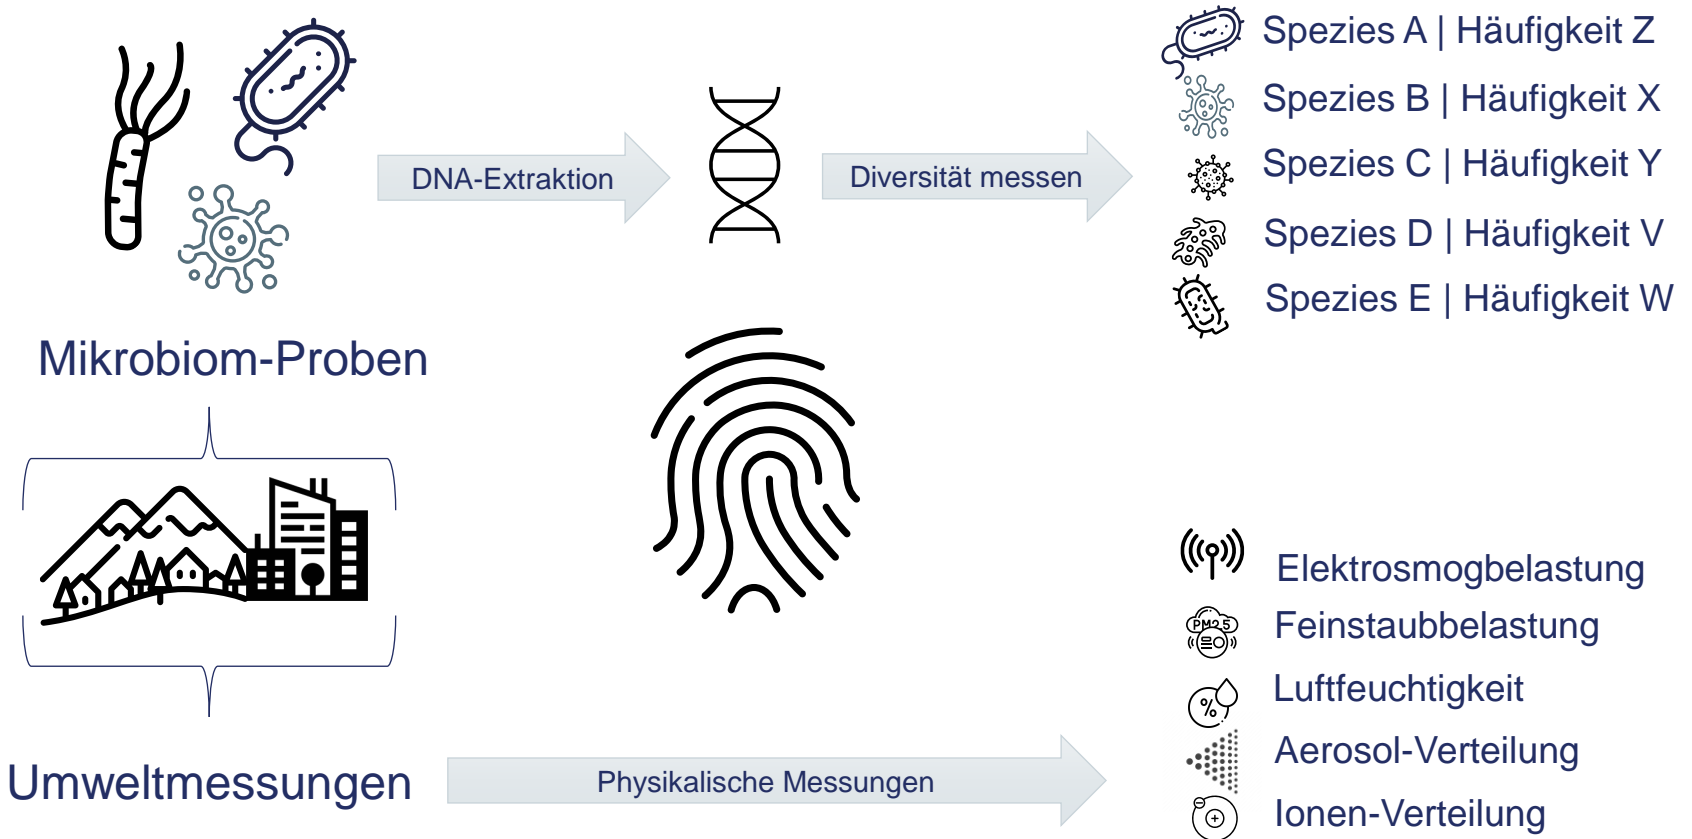 Spezies A | Häufigkeit Z
Spezies B | Häufigkeit X
Spezies C | Häufigkeit Y
Spezies D | Häufigkeit V
Spezies E | Häufigkeit W
DNA-Extraktion
Diversität messen
Mikrobiom-Proben
Elektrosmogbelastung
PM2.5
Feinstaubbelastung
%
Luftfeuchtigkeit
Aerosol-Verteilung
Ionen-Verteilung
Umweltmessungen
Physikalische Messungen